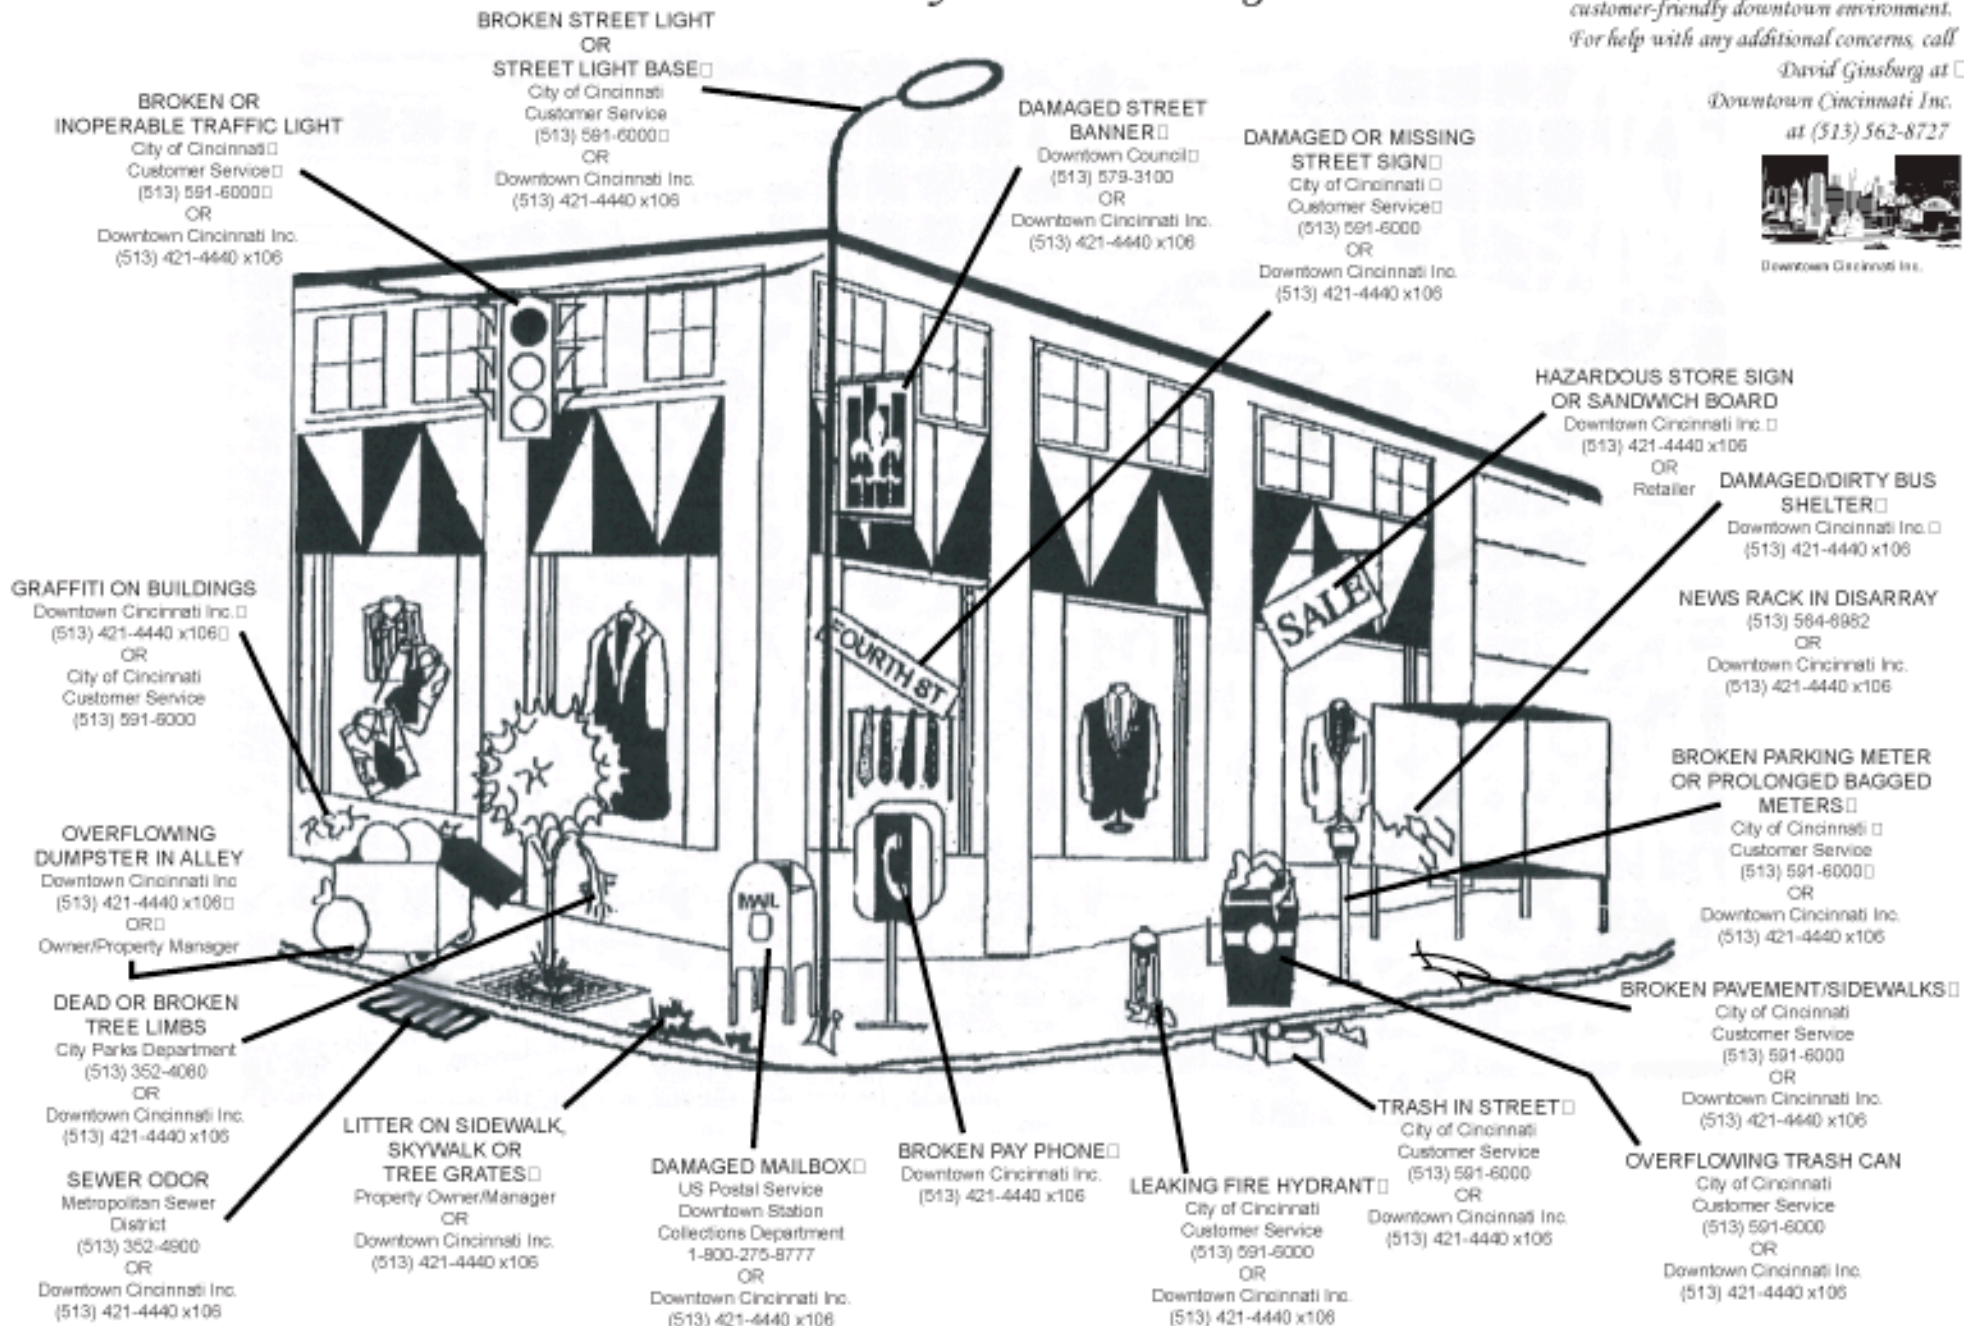 customer-friendly downtown environment.
For help with any additional concerns, call
David Ginsburg at
Downtown Cincinnati Inc.
at (513) 562-8727
Downtown Cincinnati Inc.
BROKEN STREET LIGHT
OR
STREET LIGHT BASE
City of Cincinnati
Customer Service
(513) 591-6000
OR
Downtown Cincinnati Inc.
(513) 421-4440 x106
BROKEN OR
INOPERABLE TRAFFIC LIGHT
City of Cincinnati
Customer Service
(513) 591-6000
OR
Downtown Cincinnati Inc.
(513) 421-4440 x106
DAMAGED STREET
BANNER
Downtown Council
(513) 579-3100
OR
Downtown Cincinnati Inc.
(513) 421-4440 x106
DAMAGED OR MISSING
STREET SIGN
City of Cincinnati
Customer Service
(513) 591-6000
OR
Downtown Cincinnati Inc.
(513) 421-4440 x106
HAZARDOUS STORE SIGN
OR SANDWICH BOARD
Downtown Cincinnati Inc.
(513) 421-4440 x106
OR
Retailer
DAMAGED/DIRTY BUS
SHELTER
Downtown Cincinnati Inc.
(513) 421-4440 x106
NEWS RACK IN DISARRAY
(513) 564-6982
OR
Downtown Cincinnati Inc.
(513) 421-4440 x106
BROKEN PARKING METER
OR PROLONGED BAGGED
METERS
City of Cincinnati
Customer Service
(513) 591-6000
OR
Downtown Cincinnati Inc.
(513) 421-4440 x106
GRAFFITI ON BUILDINGS
Downtown Cincinnati Inc.
(513) 421-4440 x106
OR
City of Cincinnati
Customer Service
(513) 591-6000
SALE
FOURTH ST
MAIL
OVERFLOWING
DUMPSTER IN ALLEY
Downtown Cincinnati Inc
(513) 421-4440 x106
OR
Owner/Property Manager
DEAD OR BROKEN
TREE LIMBS
City Parks Department
(513) 352-4080
OR
Downtown Cincinnati Inc.
(513) 421-4440 x106
SEWER ODOR
Metropolitan Sewer
District
(513) 352-4900
OR
Downtown Cincinnati Inc.
(513) 421-4440 x106
LITTER ON SIDEWALK,
SKYWALK OR
TREE GRATES
Property Owner/Manager
OR
Downtown Cincinnati Inc.
(513) 421-4440 x106
DAMAGED MAILBOX
US Postal Service
Downtown Station
Collections Department
1-800-275-8777
OR
Downtown Cincinnati Inc.
(513) 421-4440 x106
BROKEN PAY PHONE
Downtown Cincinnati Inc.
(513) 421-4440 x106
LEAKING FIRE HYDRANT
City of Cincinnati
Customer Service
(513) 591-6000
OR
Downtown Cincinnati Inc.
(513) 421-4440 x106
TRASH IN STREET
City of Cincinnati
Customer Service
(513) 591-6000
OR
Downtown Cincinnati Inc.
(513) 421-4440 x106
BROKEN PAVEMENT/SIDEWALKS
City of Cincinnati
Customer Service
(513) 591-6000
OR
Downtown Cincinnati Inc.
(513) 421-4440 x106
OVERFLOWING TRASH CAN
City of Cincinnati
Customer Service
(513) 591-6000
OR
Downtown Cincinnati Inc.
(513) 421-4440 x106